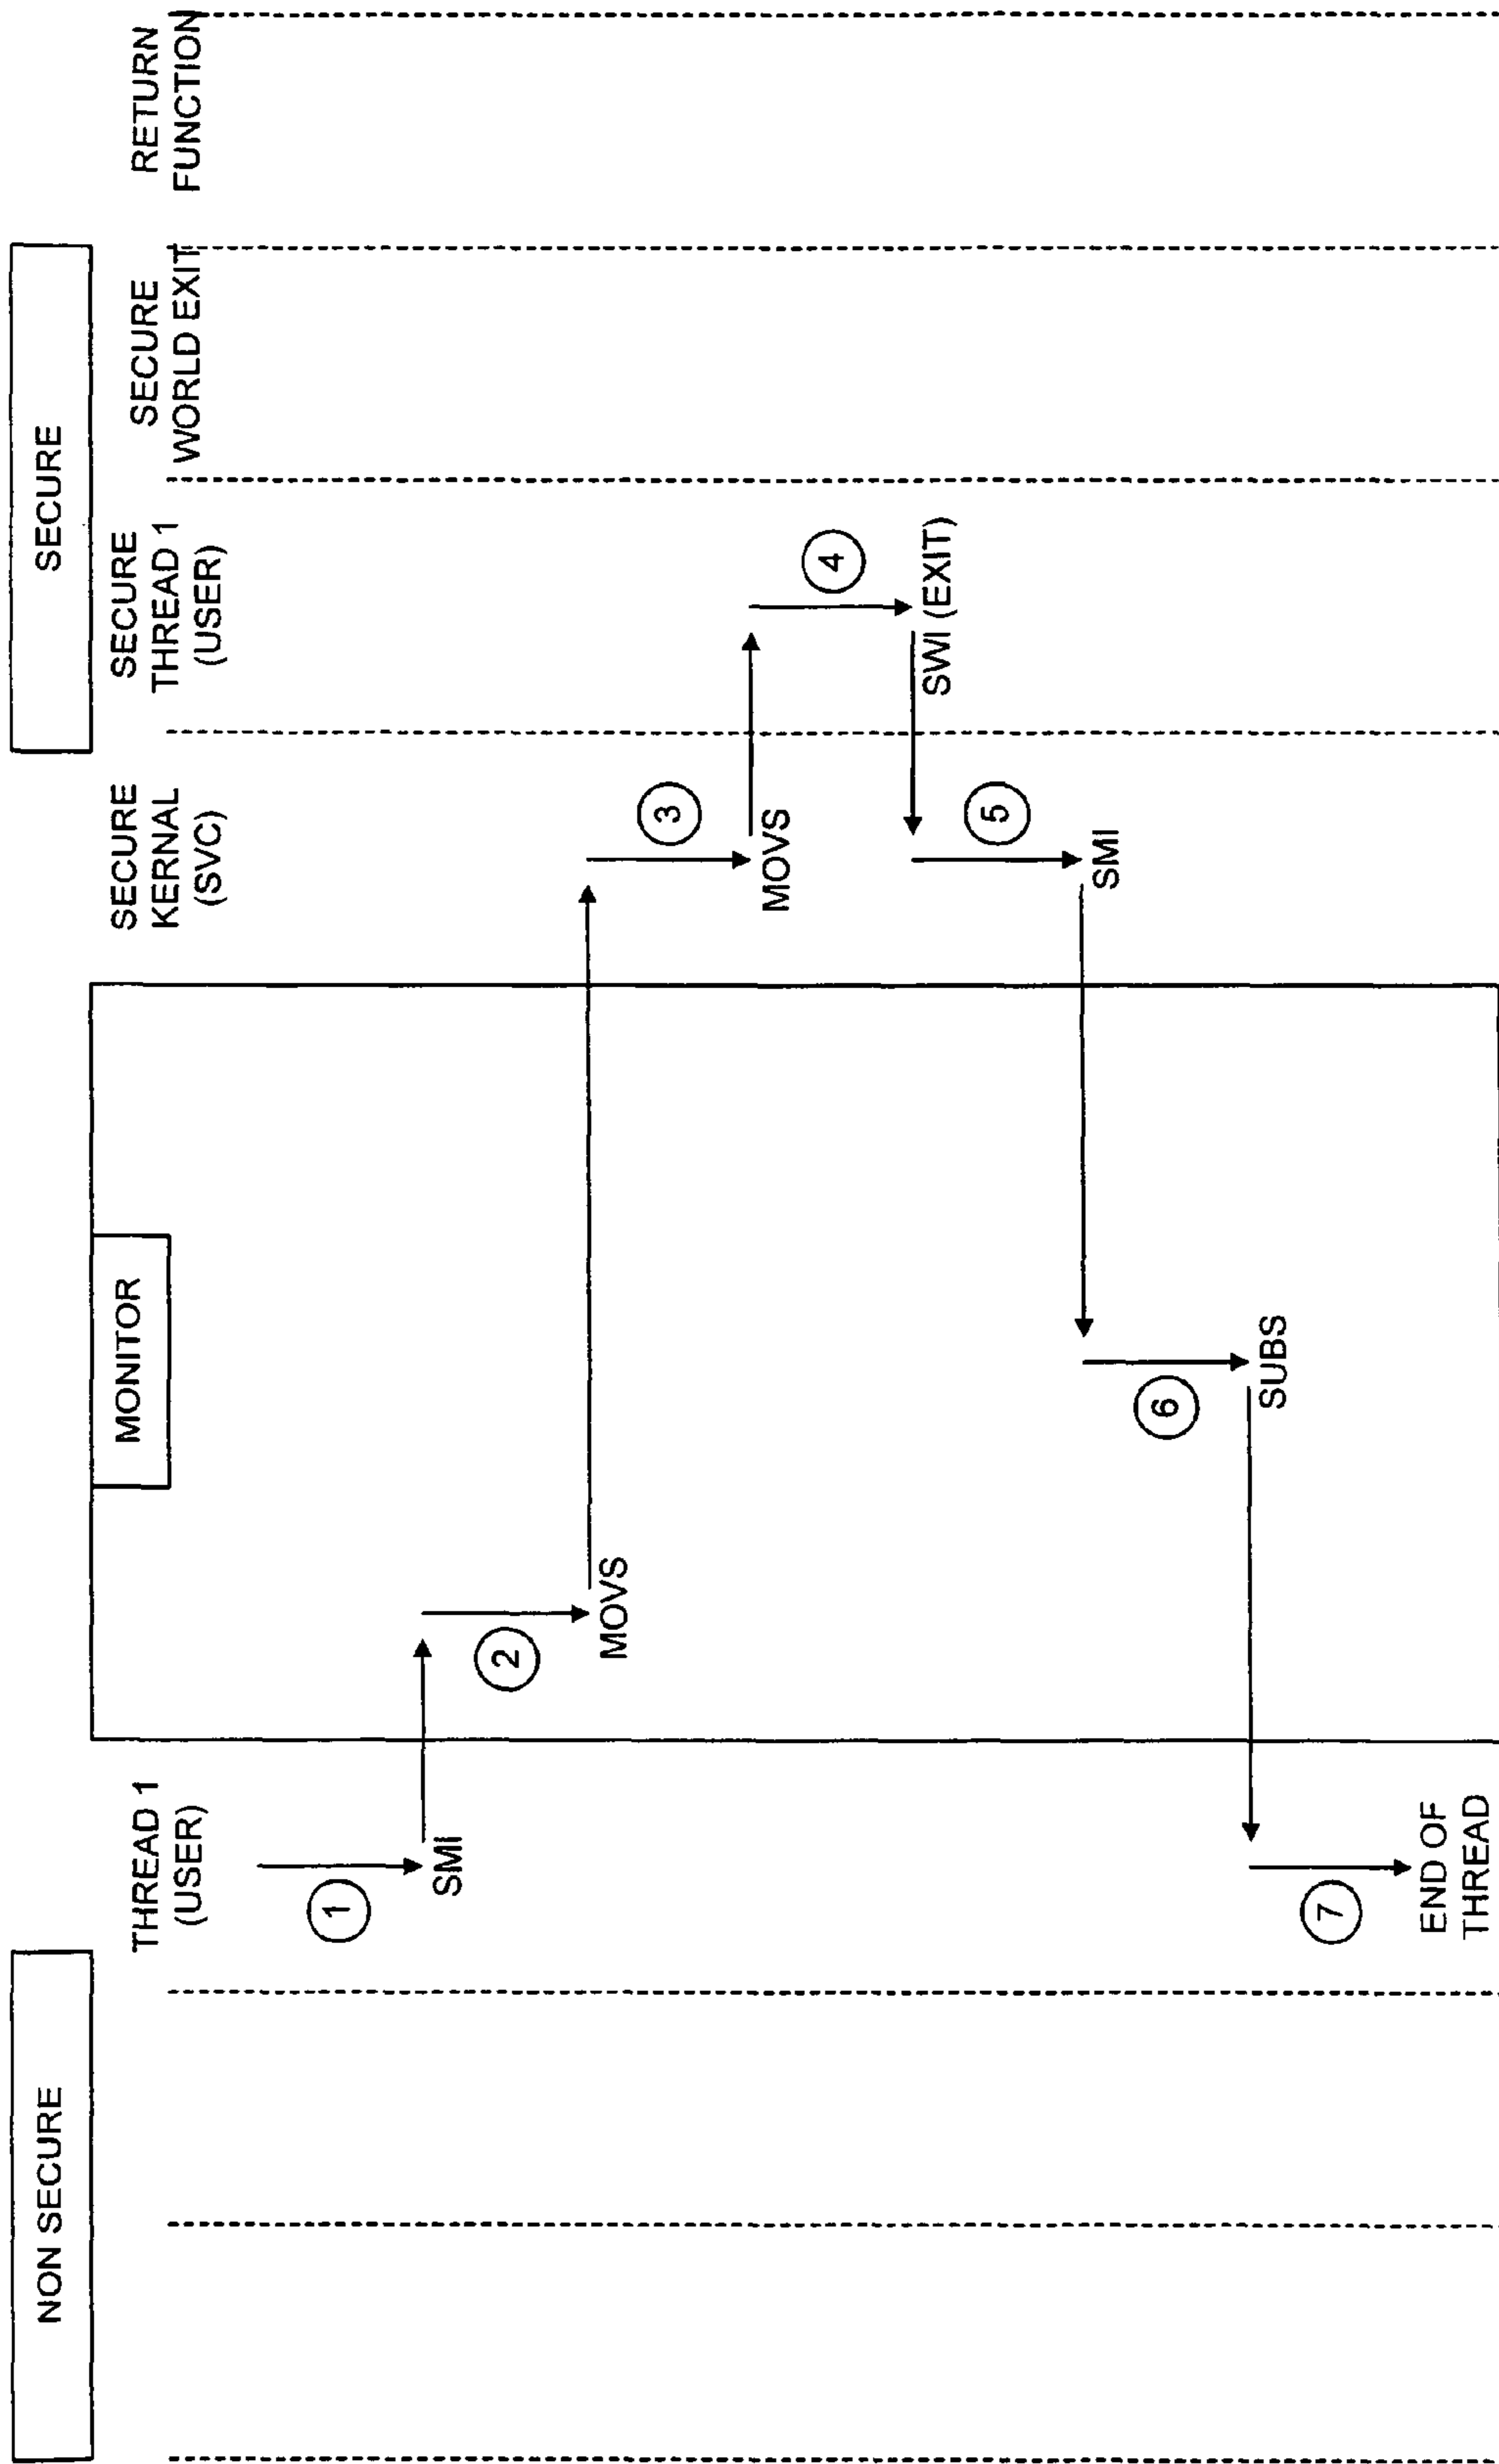 NON SECURE
MONITOR
SECURE
THREAD 1
(USER)
SECURE
KERNAL
(SVC)
SECURE
THREAD 1
(USER)
SECURE
WORLD EXIT
RETURN
FUNCTION
1
SMI
2
MOVS
3
MOVS
4
SWI (EXIT)
5
SMI
6
SUBS
7
END OF
THREAD